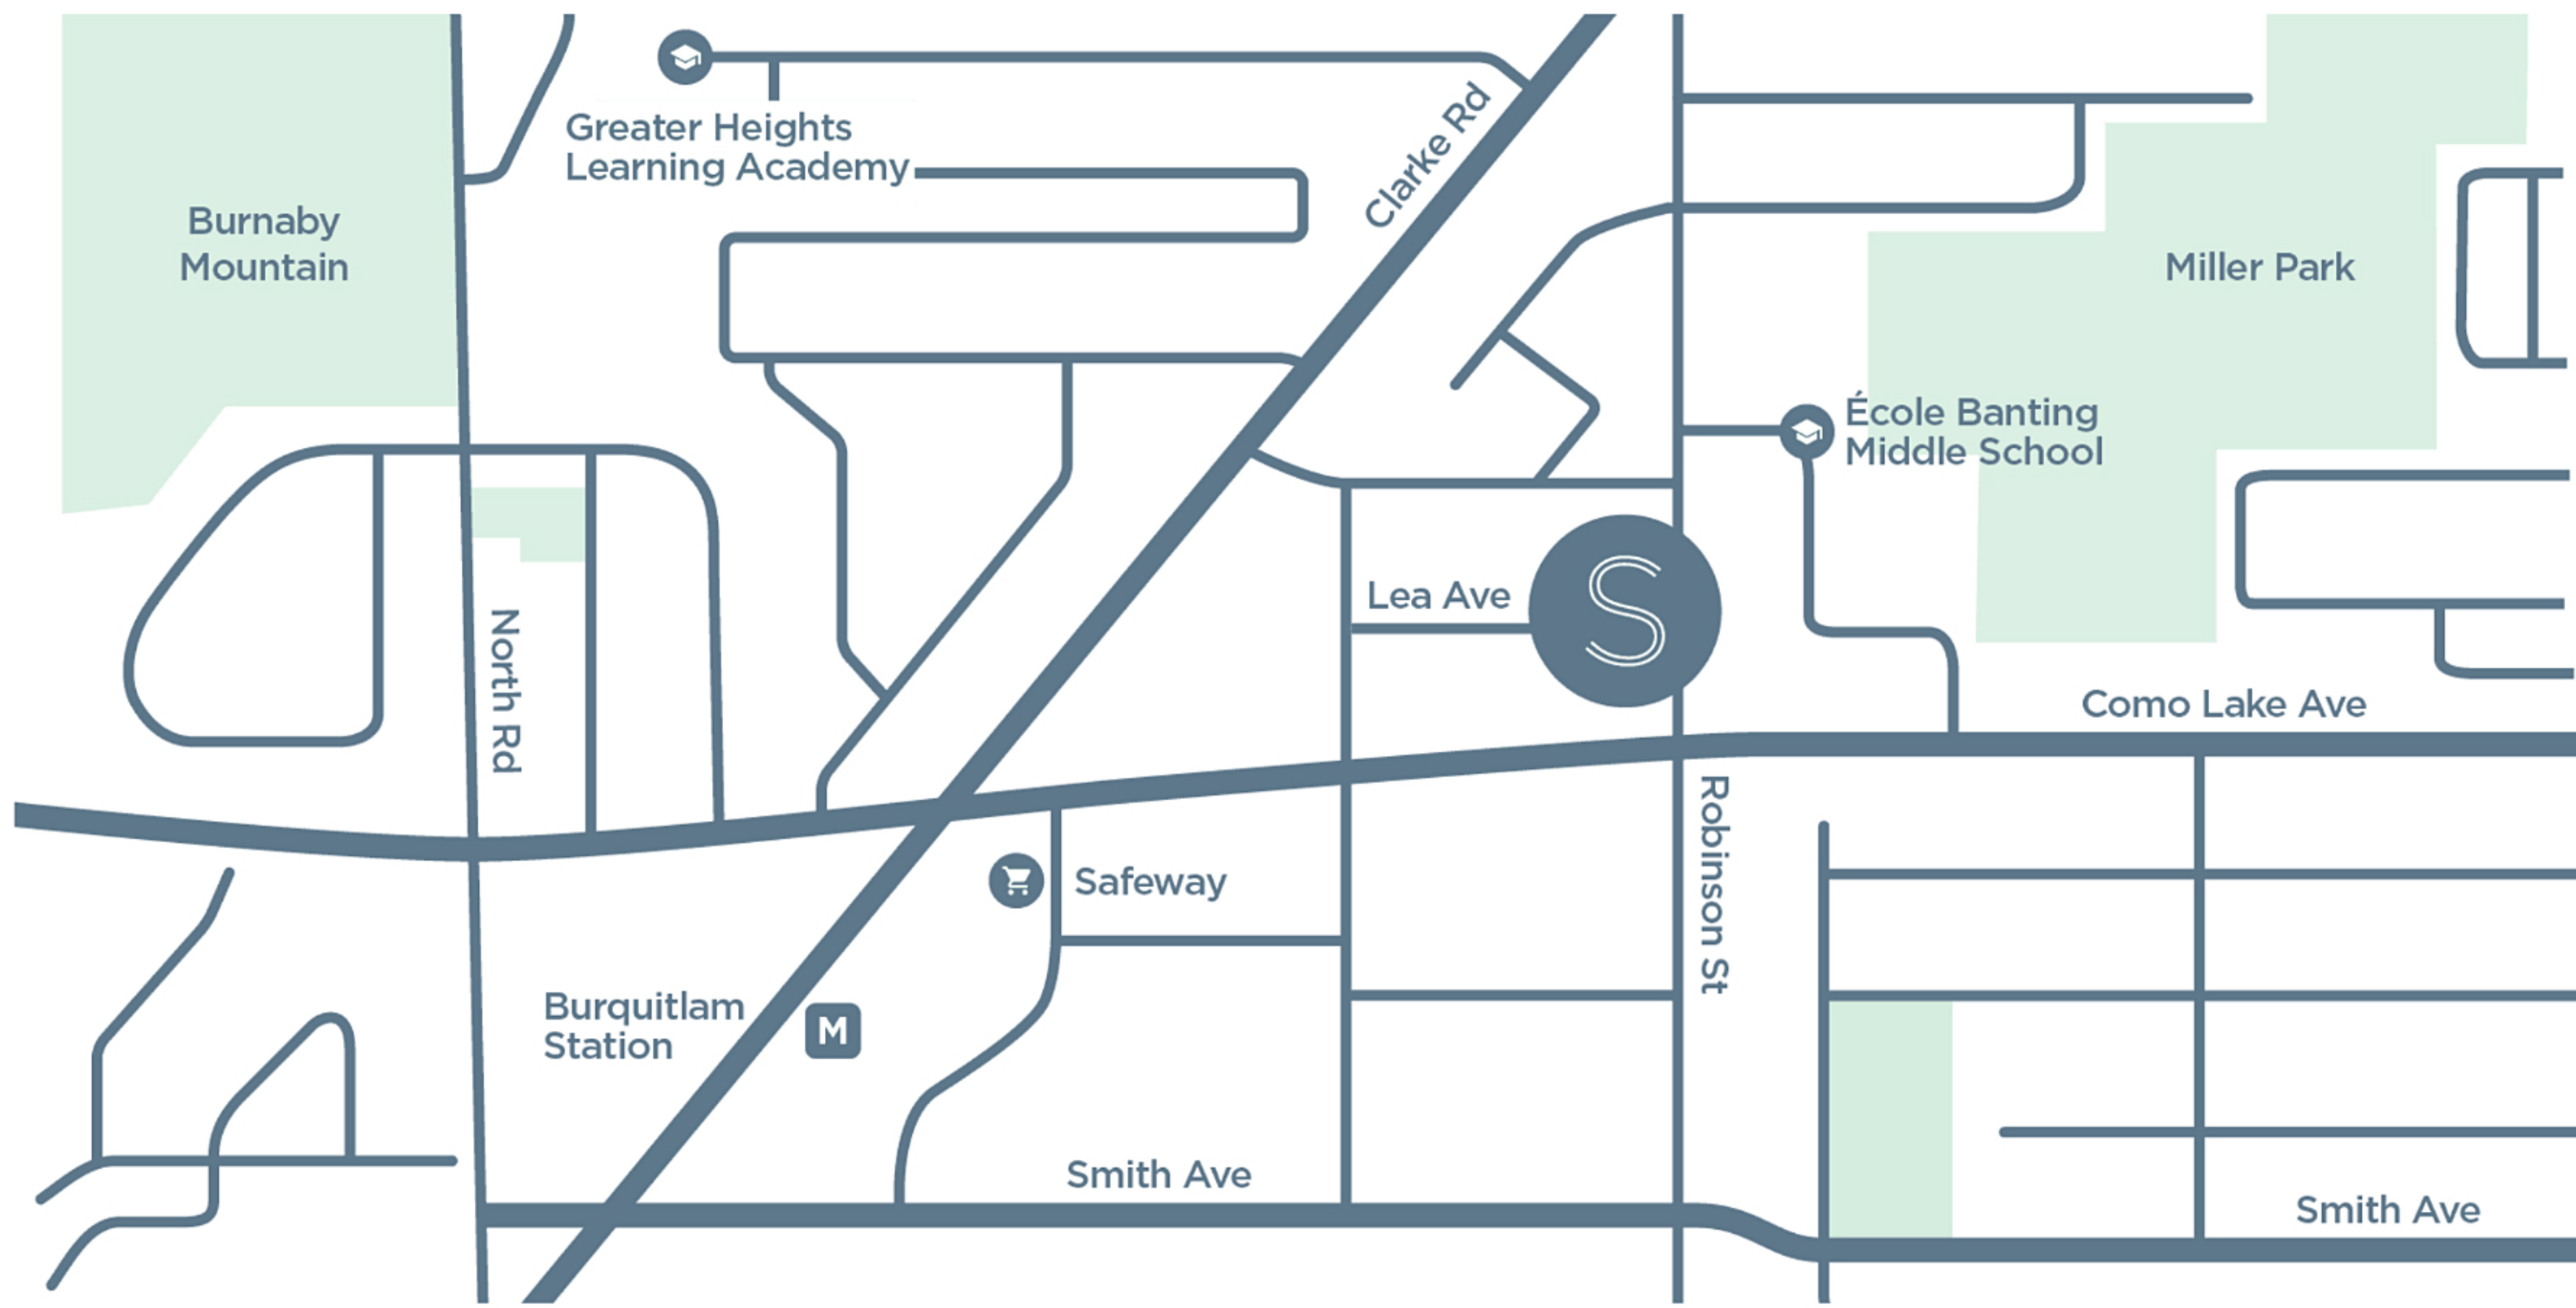 Greater Heights
Learning Academy
Clarke Rd
Burnaby
Mountain
Miller Park
École Banting
Middle School
Lea Ave
S
North Rd
Como Lake Ave
Robinson St
Safeway
Burquitlam
Station
M
Smith Ave
Smith Ave